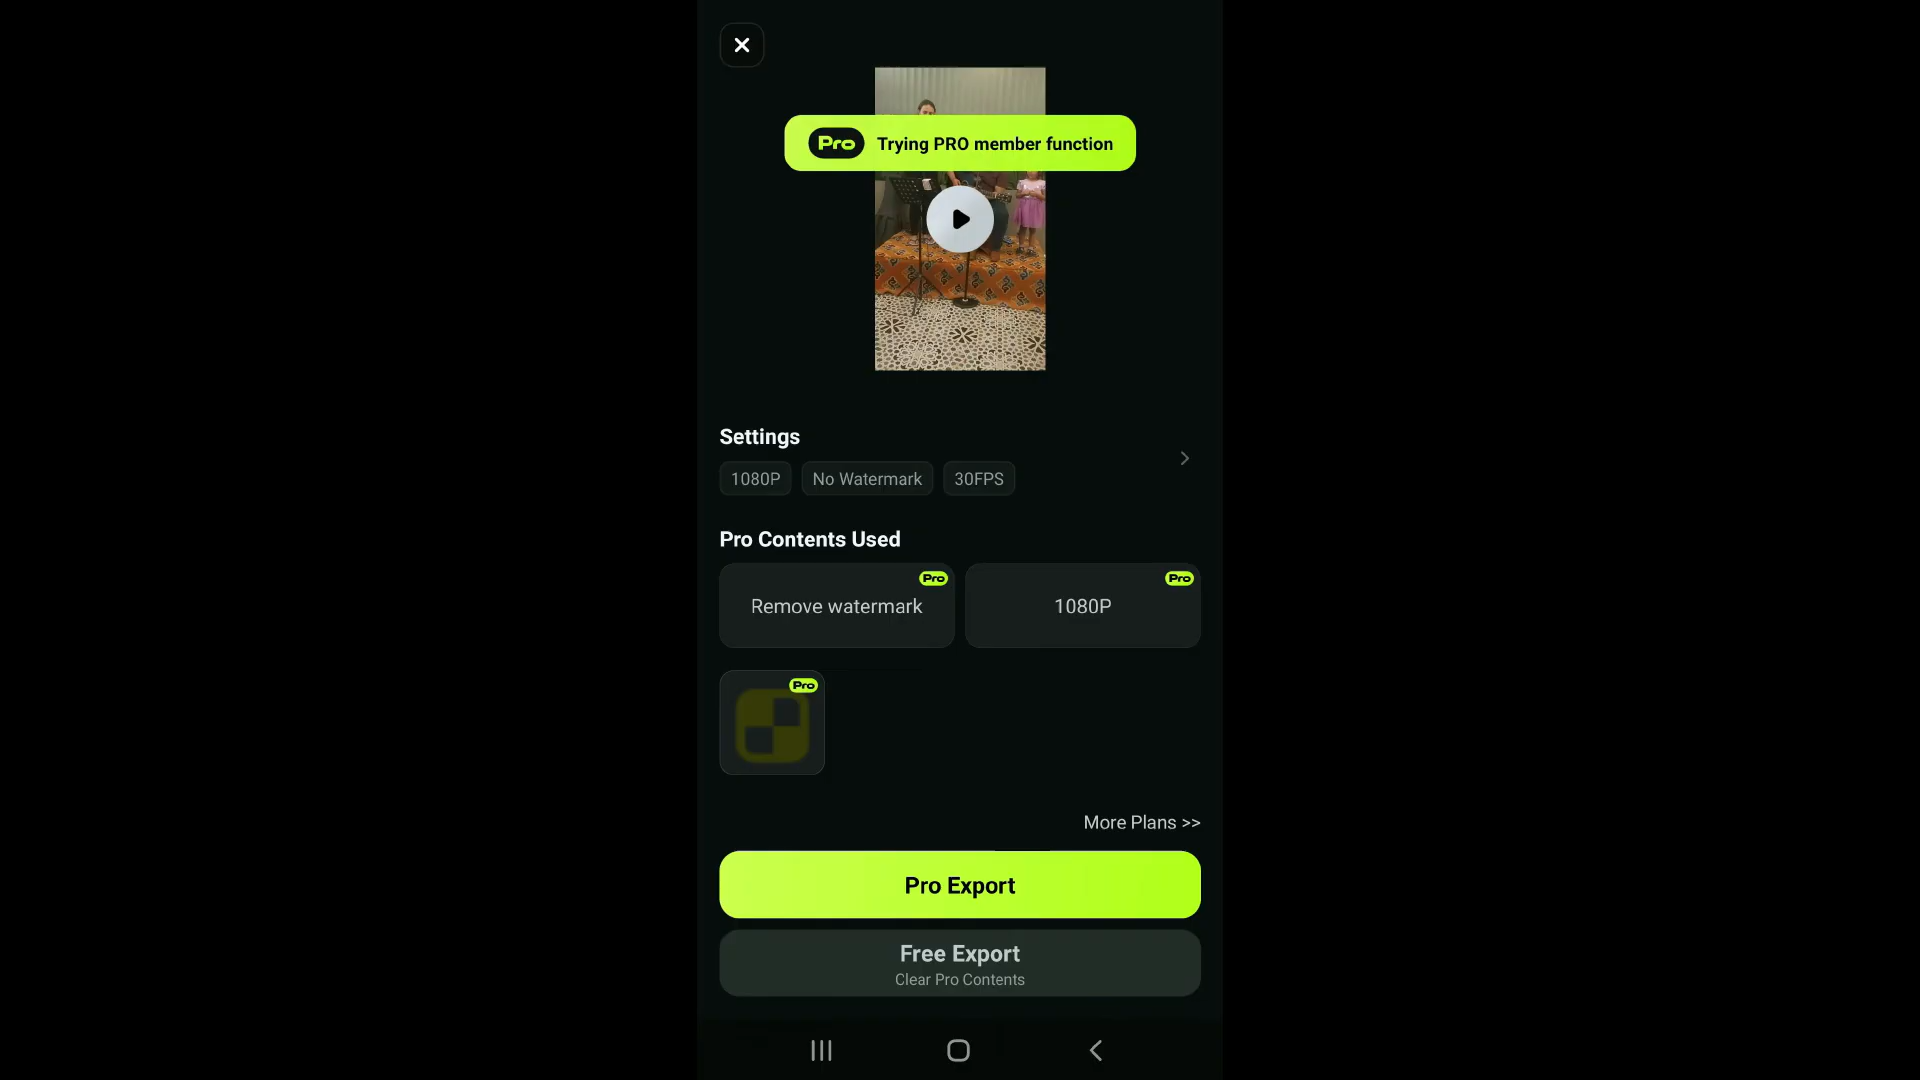 Pro Trying PRO member function
Settings
1080P No Watermark 30FPS
Pro Contents Used
Pro Pro
Remove watermark 1080P
Pro
More Plans >>
Pro Export
Free Export
Clear Pro Contents